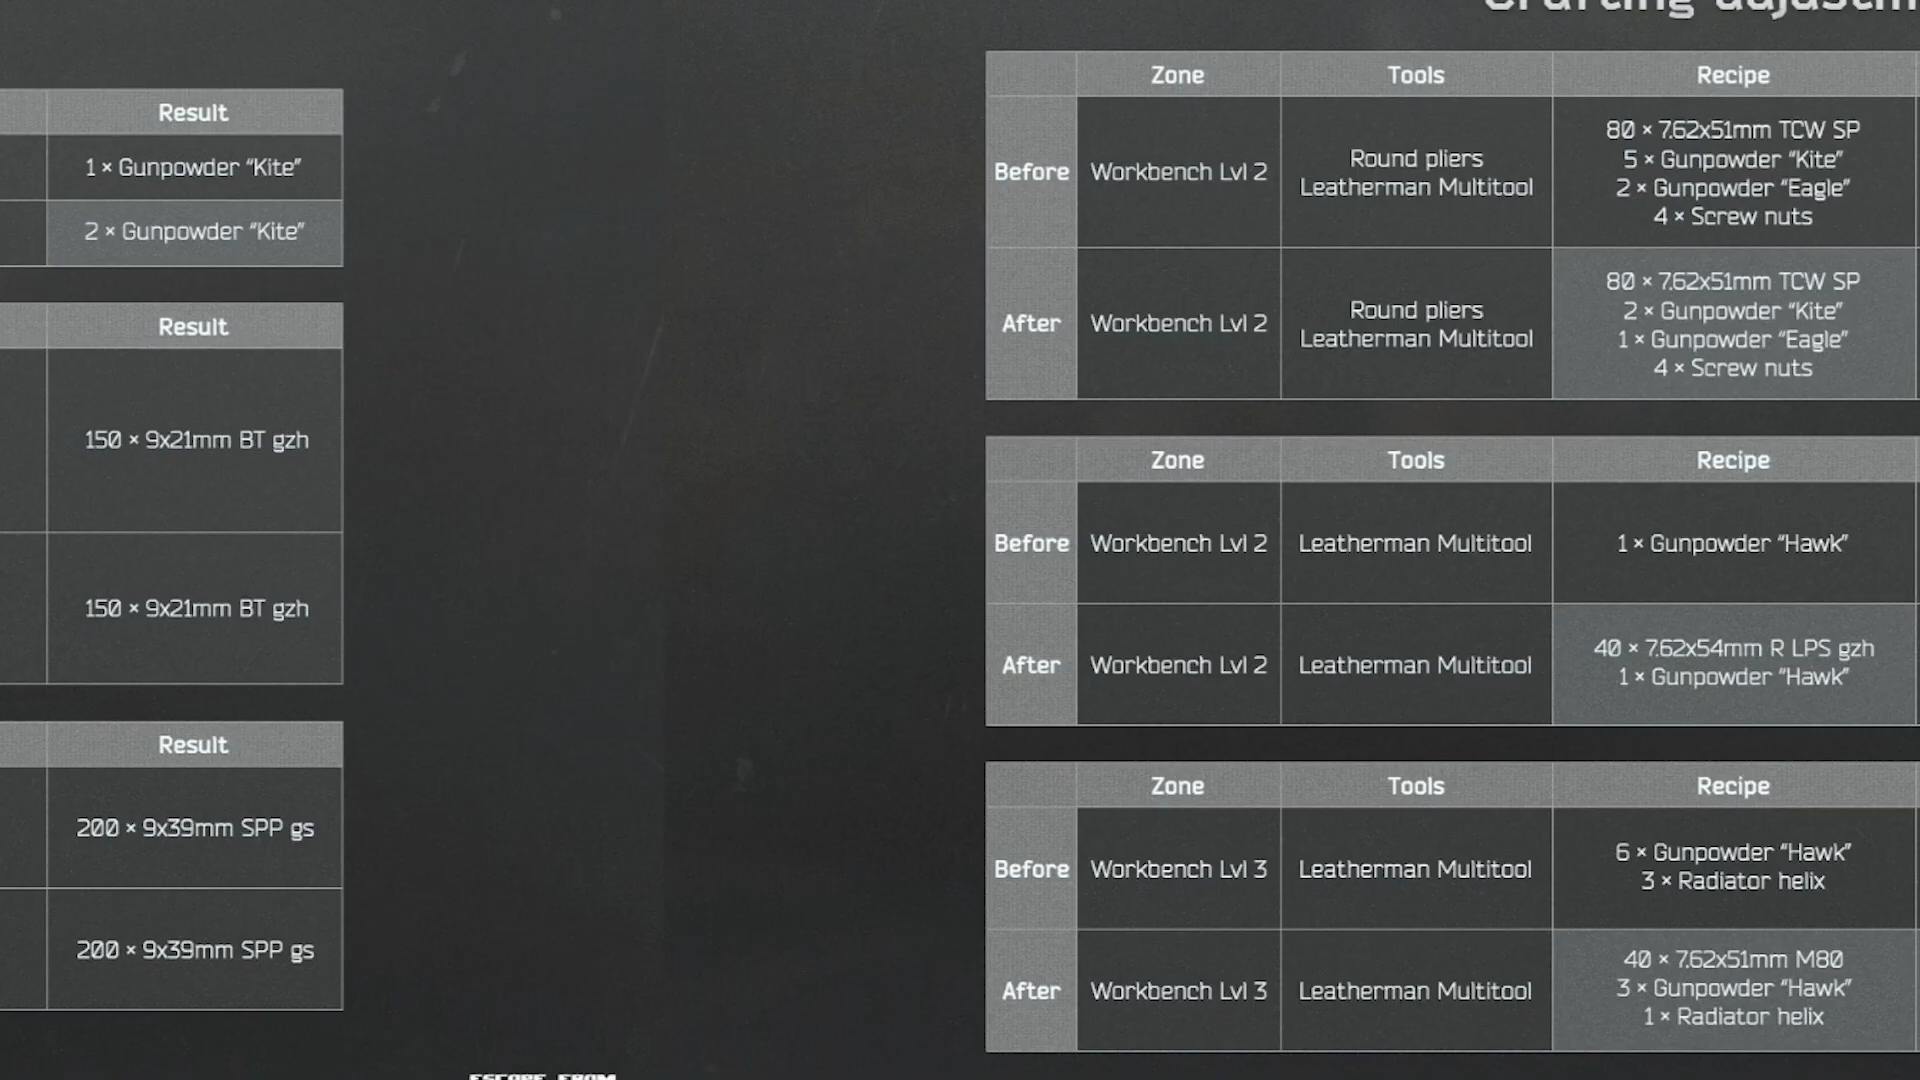 Crafting
Result
1 × Gunpowder “Kite”
2 × Gunpowder “Kite”
Result
150 × 9x21mm BT gzh
150 × 9x21mm BT gzh
Result
200 × 9x39mm SPP gs
200 × 9x39mm SPP gs
Zone Tools Recipe
Before Workbench Lvl 2 Round pliers Leatherman Multitool
80 × 7.62x51mm TCW SP
5 × Gunpowder “Kite”
2 × Gunpowder “Eagle”
4 × Screw nuts
After Workbench Lvl 2 Round pliers Leatherman Multitool
80 × 7.62x51mm TCW SP
2 × Gunpowder “Kite”
1 × Gunpowder “Eagle”
4 × Screw nuts
Zone Tools Recipe
Before Workbench Lvl 2 Leatherman Multitool 1 × Gunpowder “Hawk”
After Workbench Lvl 2 Leatherman Multitool
40 × 7.62x54mm R LPS gzh
1 × Gunpowder “Hawk”
Zone Tools Recipe
Before Workbench Lvl 3 Leatherman Multitool
6 × Gunpowder “Hawk”
3 × Radiator helix
After Workbench Lvl 3 Leatherman Multitool
40 × 7.62x51mm M80
3 × Gunpowder “Hawk”
1 × Radiator helix
ESCAPE FROM